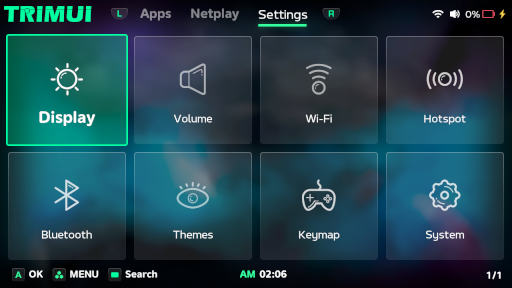 TRIMUI L Apps Netplay Settings R 0%
Display Volume Wi-Fi Hotspot
Bluetooth Themes Keymap System
A OK MENU Search AM 02:06 1/1